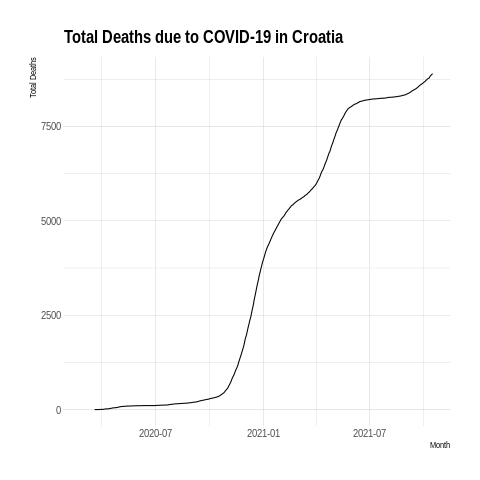 Total Deaths due to COVID-19 in Croatia
Total Deaths
7500
5000
2500
0
2020-07 2021-01 2021-07
Month